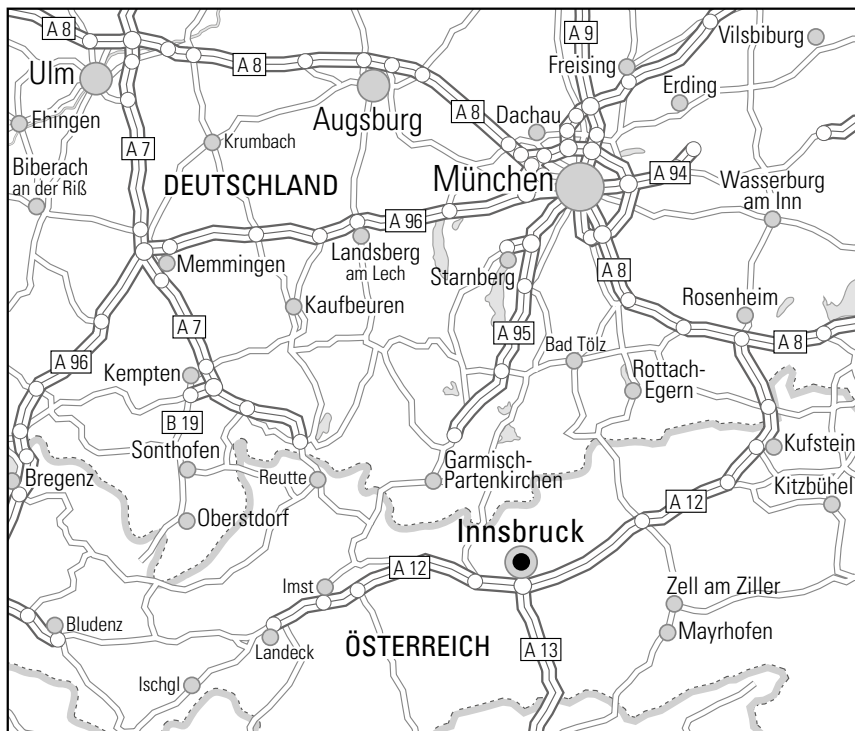 A 8
A 9
Vilsbiburg
Ulm
A 8
Freising
Erding
Augsburg
A 8
Dachau
Ehingen
Krumbach
A 7
Biberach
an der Riß
DEUTSCHLAND
München
A 94
Wasserburg
am Inn
A 96
Landsberg
am Lech
Memmingen
Starnberg
A 8
Kaufbeuren
Rosenheim
A 7
A 95
A 8
A 96
Kempten
Bad Tölz
Rottach-
Egern
B 19
Sonthofen
Kufstein
Bregenz
Reutte
Garmisch-
Partenkirchen
Kitzbühel
A 12
Oberstdorf
Innsbruck
A 12
Imst
Zell am Ziller
Bludenz
Mayrhofen
Landeck
ÖSTERREICH
A 13
Ischgl